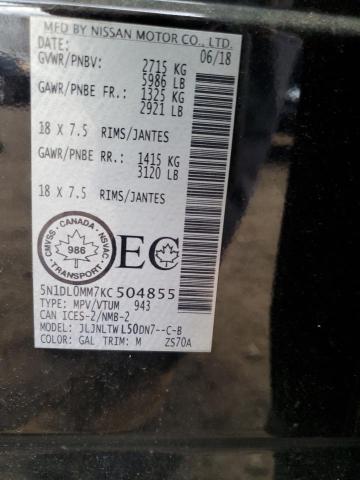 MFD BY NISSAN MOTOR CO., LTD.
DATE: 06/18
GVWR/PNBV: 2715 KG
5986 LB
GAWR/PNBE FR.: 1325 KG
2921 LB
18 X 7.5 RIMS/JANTES
GAWR/PNBE RR.: 1415 KG
3120 LB
18 X 7.5 RIMS/JANTES
CANADA
CMVSS 986 NSVAC
TRANSPORT
EC
5N1DL0MM7KC504855
TYPE: MPV/VTUM 943
CAN ICES-2/NMB-2
MODEL: JLJNLTWL50DN7--C-B
COLOR: GAL TRIM: M ZS70A